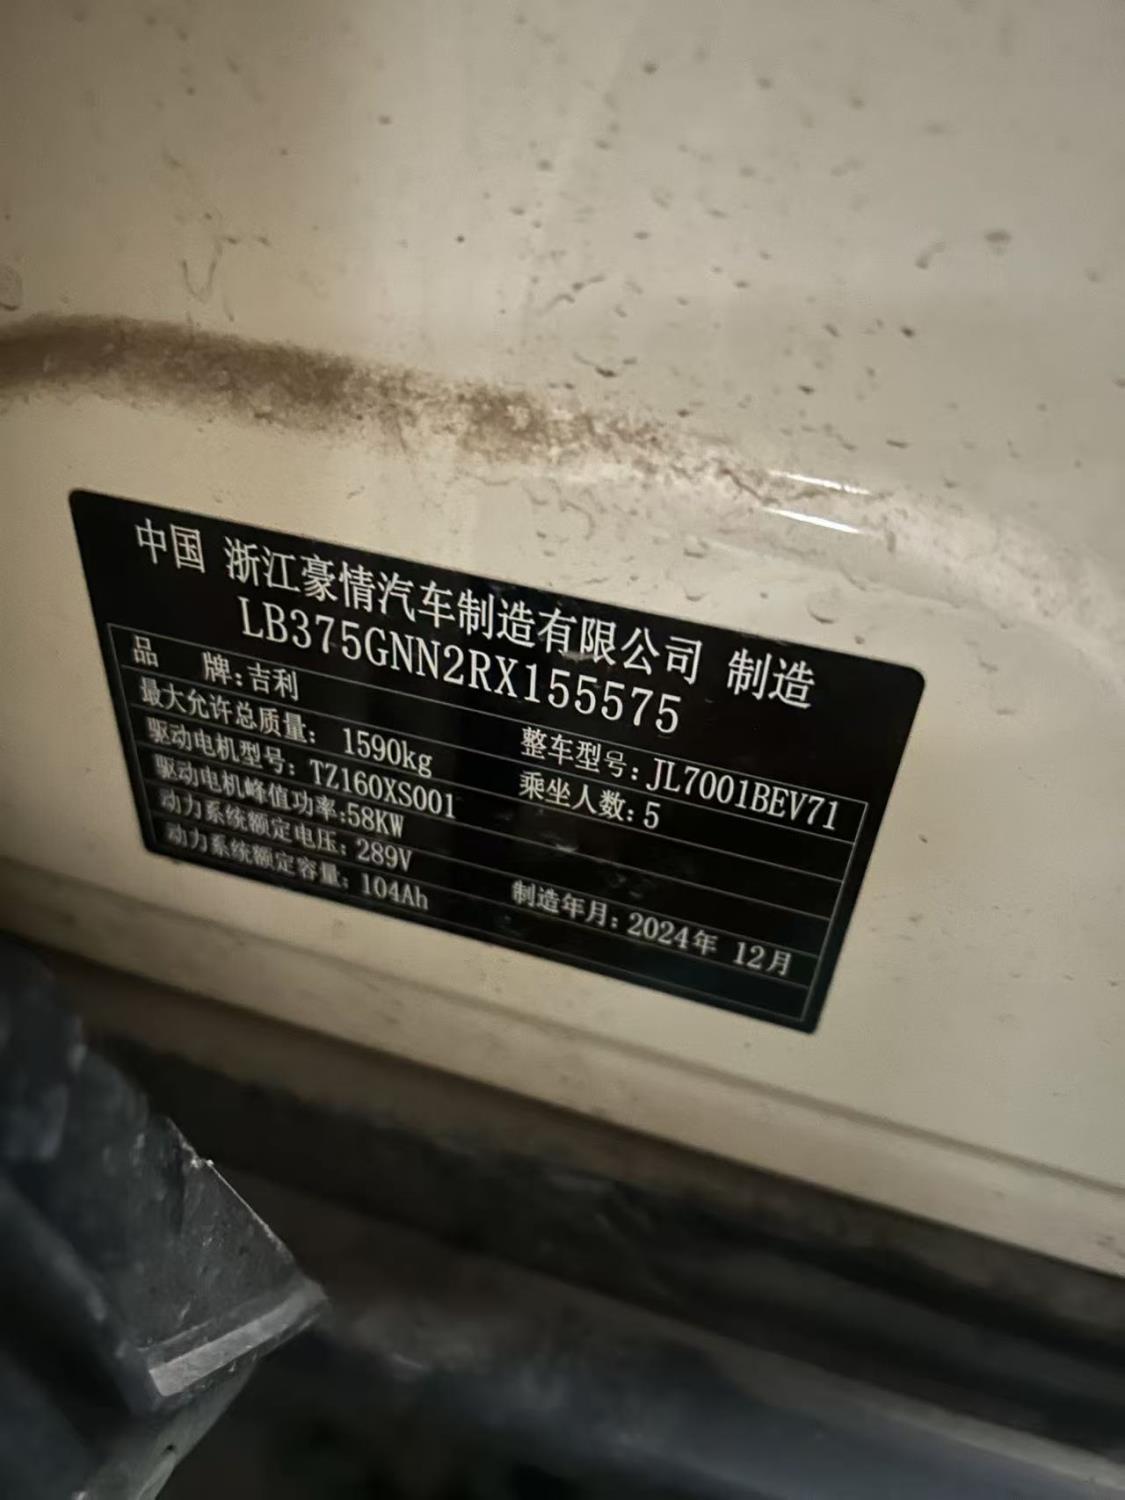 中国 浙江豪情汽车制造有限公司 制造
LB375GNN2RX155575
品 牌:吉利 整车型号:JL7001BEV71
最大允许总质量: 1590kg 乘坐人数:5
驱动电机型号: TZ160XS001
驱动电机峰值功率:58KW
动力系统额定电压: 289V 制造年月: 2024年 12月
动力系统额定容量: 104Ah